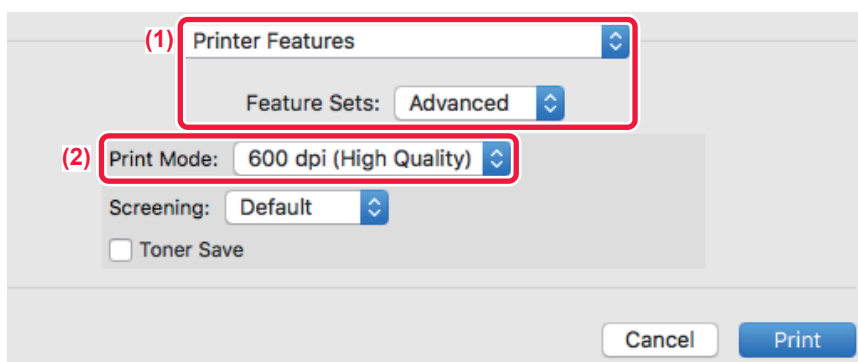 (1) Printer Features
Feature Sets: Advanced
(2) Print Mode: 600 dpi (High Quality)
Screening: Default
Toner Save
Cancel Print